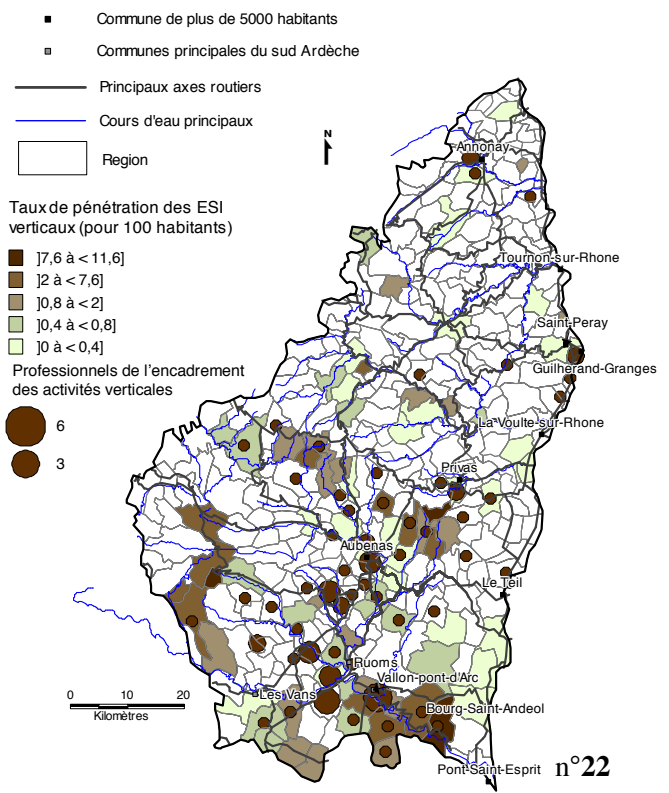 Commune de plus de 5000 habitants
Communes principales du sud Ardèche
Principaux axes routiers
Cours d'eau principaux
Region
N
Taux de pénétration des ESI
verticaux (pour 100 habitants)
]7,6 à < 11,6]
]2 à < 7,6]
]0,8 à < 2]
]0,4 à < 0,8]
]0 à < 0,4]
Professionnels de l'encadrement
des activités verticales
6
3
Annonay
Tournon-sur-Rhone
Saint-Peray
Guilherand-Granges
La Voulte-sur-Rhone
Privas
Aubenas
Le Teil
Ruoms
Vallon-pont-d'Arc
Les Vans
Bourg-Saint-Andeol
Pont-Saint-Esprit
0 10 20
Kilomètres
n°22